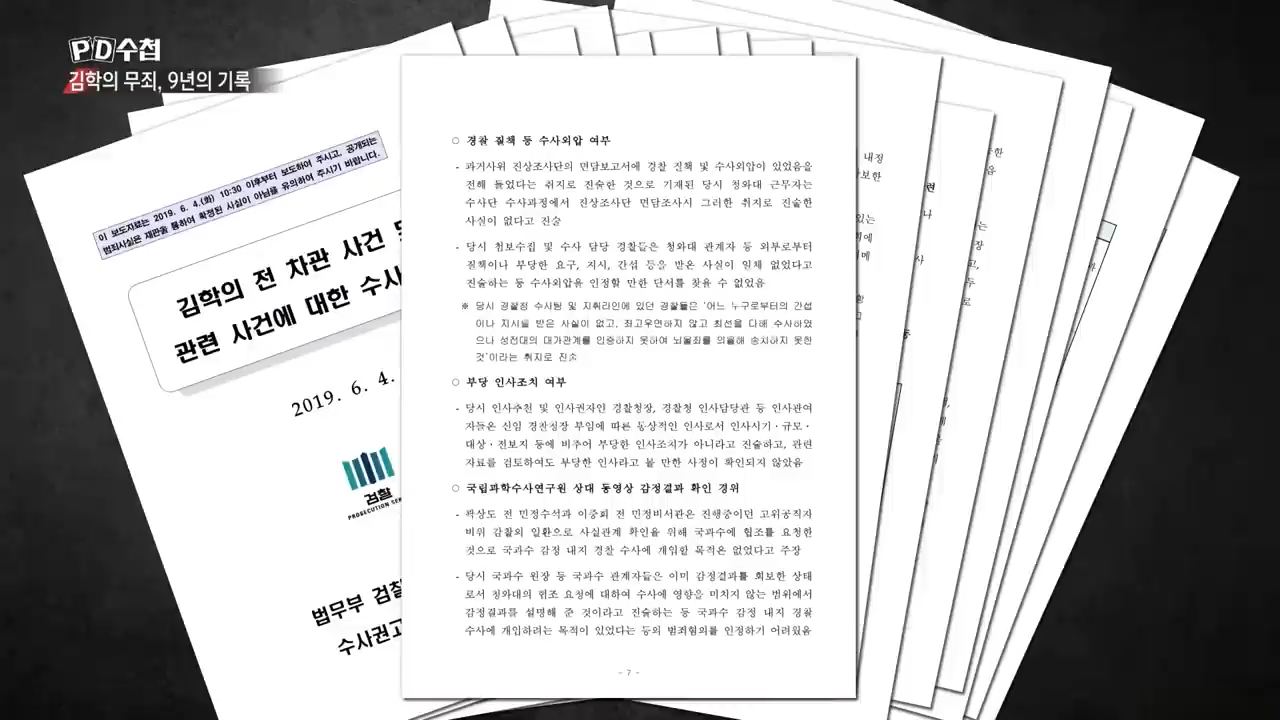 PD수첩
김학의 무죄, 9년의 기록
이 보도자료는 2019. 6. 4.(화) 10:30 이후부터 보도하여 주시고, 공개되는
범죄사실은 재판을 통하여 확정된 사실이 아님을 유의하여 주시기 바랍니다.
김학의 전 차관 사건 및
관련 사건에 대한 수사
2019. 6. 4.
검찰
PROSECUTION SER
법무부 검찰
수사권고
○ 경찰 질책 등 수사외압 여부
- 과거사위 진상조사단의 면담보고서에 경찰 질책 및 수사외압이 있었음을
전해 들었다는 취지로 진술한 것으로 기재된 당시 청와대 근무자는
수사단 수사과정에서 진상조사단 면담조사시 그러한 취지로 진술한
사실이 없다고 진술
- 당시 첩보수집 및 수사 담당 경찰들은 청와대 관계자 등 외부로부터
질책이나 부당한 요구, 지시, 간섭 등을 받은 사실이 일체 없었다고
진술하는 등 수사외압을 인정할 만한 단서를 찾을 수 없었음
※ 당시 경찰청 수사팀 및 지휘라인에 있던 경찰들은 '어느 누구로부터의 간섭
이나 지시를 받은 사실이 없고, 좌고우면하지 않고 최선을 다해 수사하였
으나 성접대의 대가관계를 입증하지 못하여 뇌물죄를 의율해 송치하지 못한
것'이라는 취지로 진술
○ 부당 인사조치 여부
- 당시 인사추천 및 인사권자인 경찰청장, 경찰청 인사담당관 등 인사관여
자들은 신임 경찰청장 부임에 따른 통상적인 인사로서 인사시기·규모·
대상·전보지 등에 비추어 부당한 인사조치가 아니라고 진술하고, 관련
자료를 검토하여도 부당한 인사라고 볼 만한 사정이 확인되지 않았음
○ 국립과학수사연구원 상대 동영상 감정결과 확인 경위
- 곽상도 전 민정수석과 이중희 전 민정비서관은 진행중이던 고위공직자
비위 감찰의 일환으로 사실관계 확인을 위해 국과수에 협조를 요청한
것으로 국과수 감정 내지 경찰 수사에 개입할 목적은 없었다고 주장
- 당시 국과수 원장 등 국과수 관계자들은 이미 감정결과를 회보한 상태
로서 청와대의 협조 요청에 대하여 수사에 영향을 미치지 않는 범위에서
감정결과를 설명해 준 것이라고 진술하는 등 국과수 감정 내지 경찰
수사에 개입하려는 목적이 있었다는 등의 범죄혐의를 인정하기 어려웠음
- 7 -